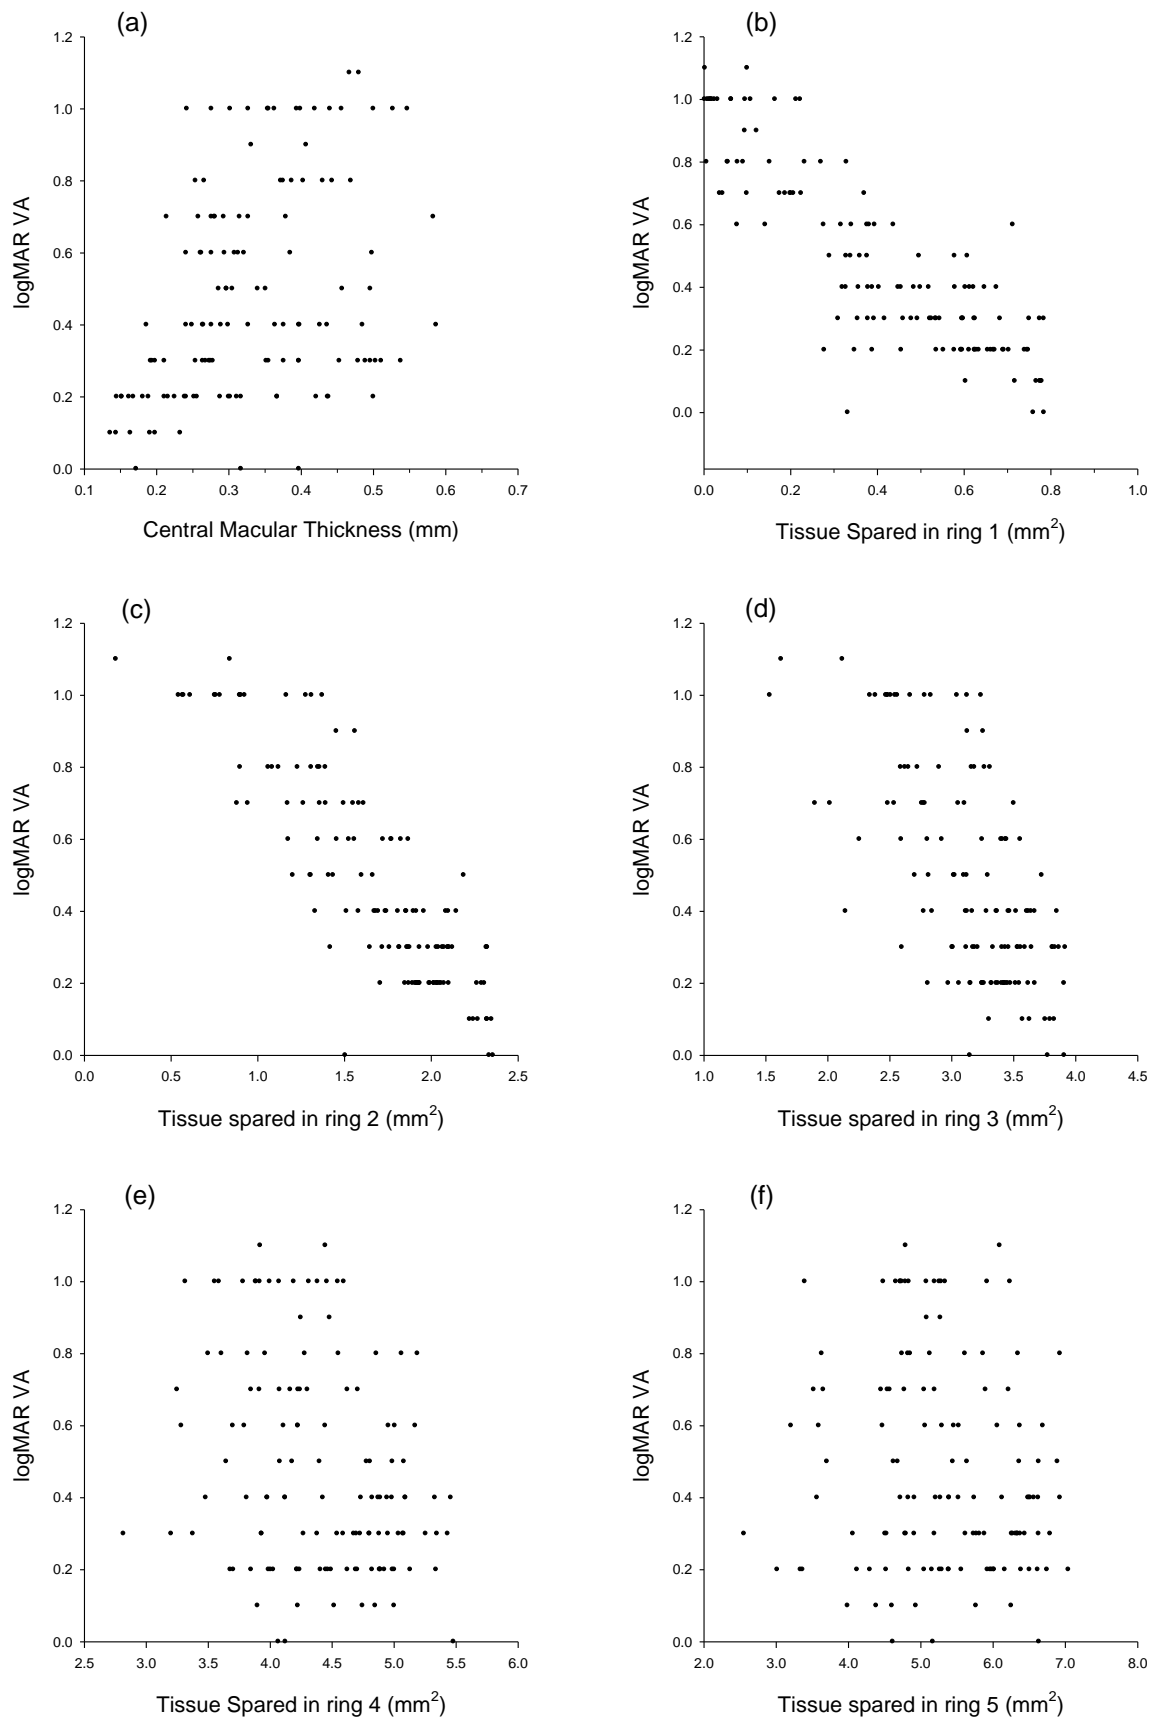 (a)
1.2
1.0
0.8
0.6
0.4
0.2
0.0
logMAR VA
0.1 0.2 0.3 0.4 0.5 0.6 0.7
Central Macular Thickness (mm)
(b)
1.2
1.0
0.8
0.6
0.4
0.2
0.0
logMAR VA
0.0 0.2 0.4 0.6 0.8 1.0
Tissue Spared in ring 1 (mm²)
(c)
1.2
1.0
0.8
0.6
0.4
0.2
0.0
logMAR VA
0.0 0.5 1.0 1.5 2.0 2.5
Tissue spared in ring 2 (mm²)
(d)
1.2
1.0
0.8
0.6
0.4
0.2
0.0
logMAR VA
1.0 1.5 2.0 2.5 3.0 3.5 4.0 4.5
Tissue spared in ring 3 (mm²)
(e)
1.2
1.0
0.8
0.6
0.4
0.2
0.0
logMAR VA
2.5 3.0 3.5 4.0 4.5 5.0 5.5 6.0
Tissue Spared in ring 4 (mm²)
(f)
1.2
1.0
0.8
0.6
0.4
0.2
0.0
logMAR VA
2.0 3.0 4.0 5.0 6.0 7.0 8.0
Tissue spared in ring 5 (mm²)